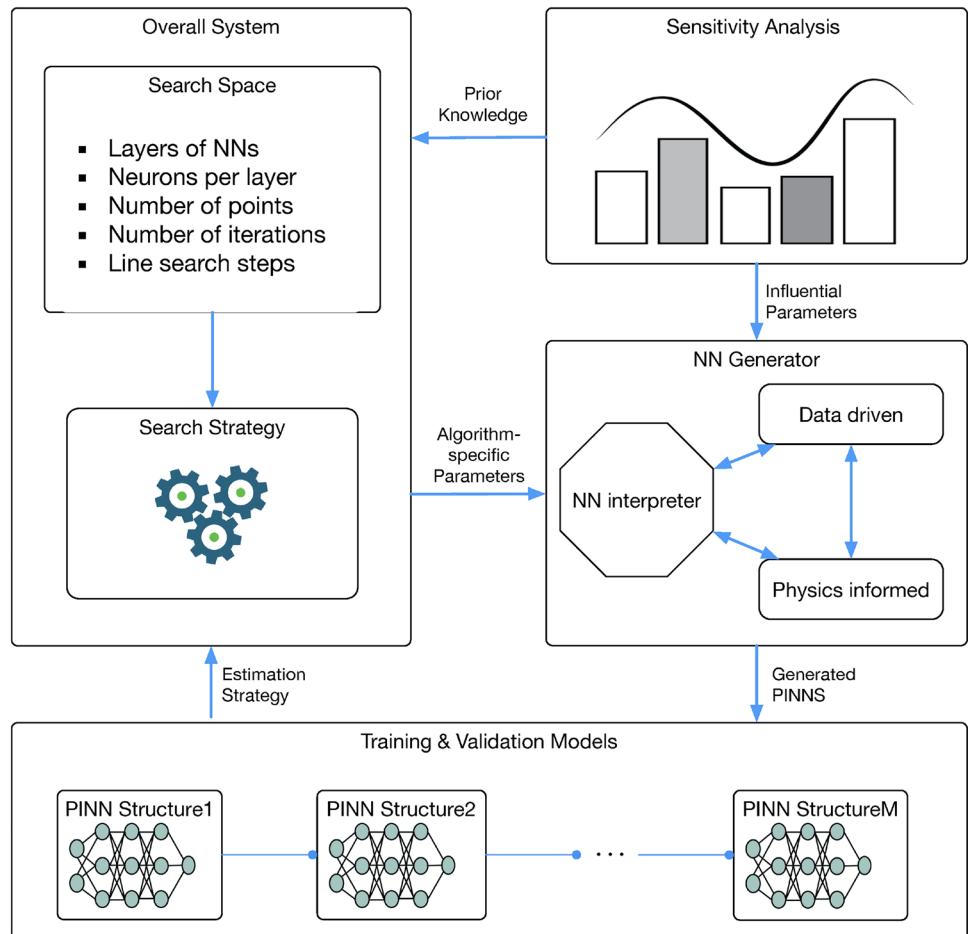 Overall System
Search Space
▪ Layers of NNs
▪ Neurons per layer
▪ Number of points
▪ Number of iterations
▪ Line search steps
Search Strategy
Prior
Knowledge
Sensitivity Analysis
Influential
Parameters
Algorithm-
specific
Parameters
NN Generator
NN interpreter
Data driven
Physics informed
Estimation
Strategy
Generated
PINNS
Training & Validation Models
PINN Structure1
PINN Structure2
...
PINN StructureM